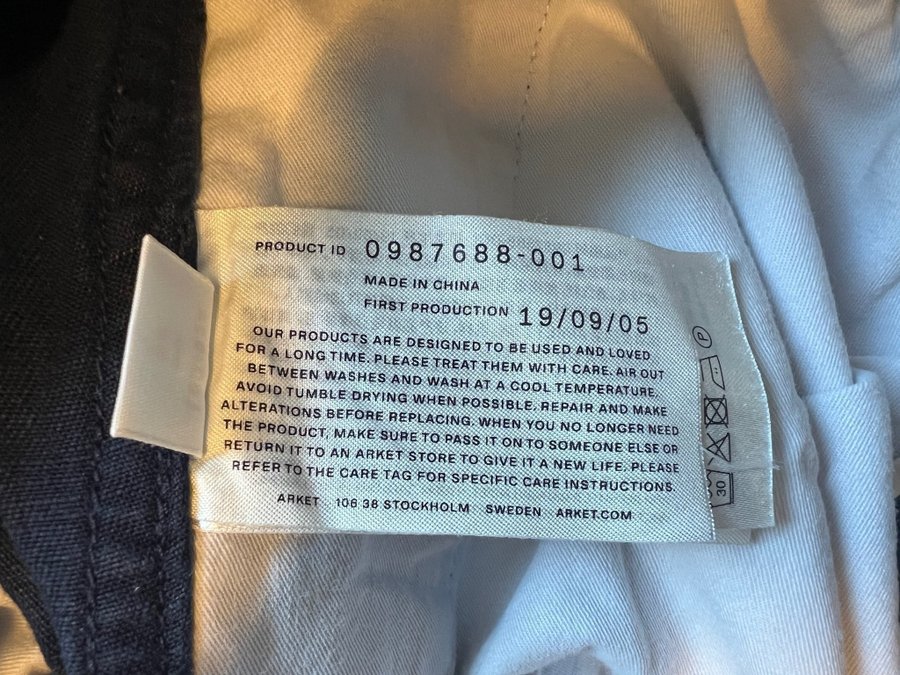 PRODUCT ID 0987688-001
MADE IN CHINA
FIRST PRODUCTION 19/09/05
OUR PRODUCTS ARE DESIGNED TO BE USED AND LOVED
FOR A LONG TIME. PLEASE TREAT THEM WITH CARE. AIR OUT
BETWEEN WASHES AND WASH AT A COOL TEMPERATURE.
AVOID TUMBLE DRYING WHEN POSSIBLE. REPAIR AND MAKE
ALTERATIONS BEFORE REPLACING. WHEN YOU NO LONGER NEED
THE PRODUCT, MAKE SURE TO PASS IT ON TO SOMEONE ELSE OR
RETURN IT TO AN ARKET STORE TO GIVE IT A NEW LIFE. PLEASE
REFER TO THE CARE TAG FOR SPECIFIC CARE INSTRUCTIONS.
ARKET. 106 38 STOCKHOLM SWEDEN ARKET.COM
P
30